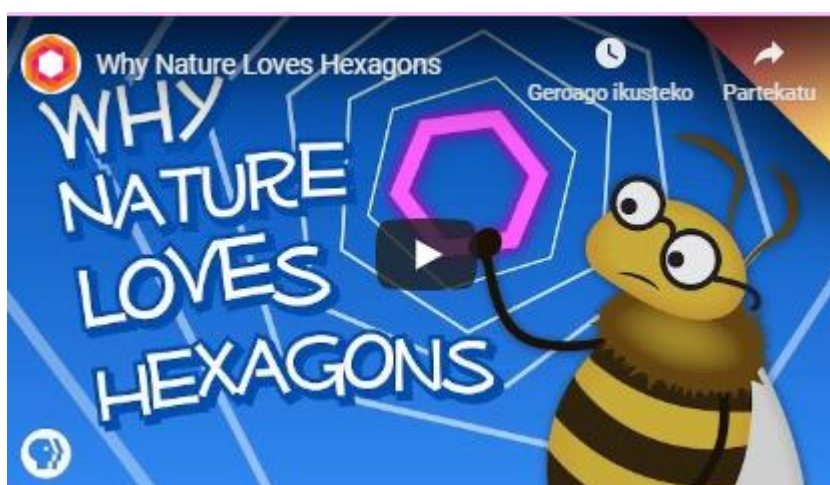 Why Nature Loves Hexagons
Geroago ikusteko
Partekatu
WHY
NATURE
LOVES
HEXAGONS